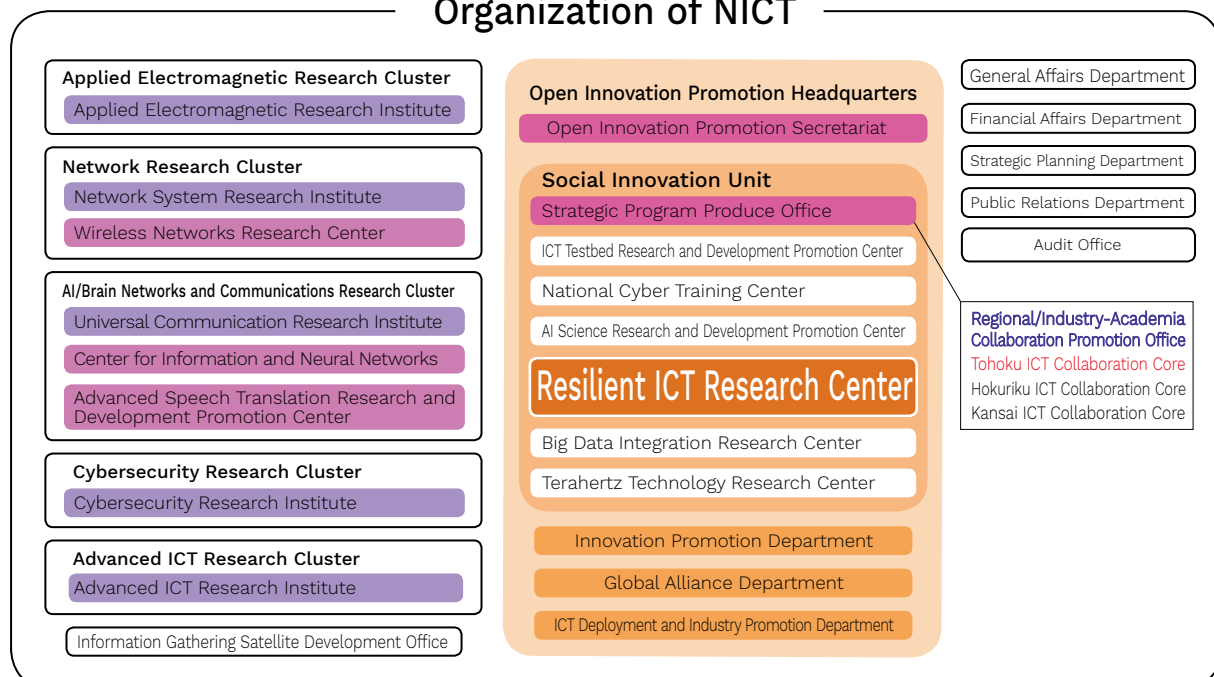 Organization of NICT
Applied Electromagnetic Research Cluster
Applied Electromagnetic Research Institute
Network Research Cluster
Network System Research Institute
Wireless Networks Research Center
AI/Brain Networks and Communications Research Cluster
Universal Communication Research Institute
Center for Information and Neural Networks
Advanced Speech Translation Research and
Development Promotion Center
Cybersecurity Research Cluster
Cybersecurity Research Institute
Advanced ICT Research Cluster
Advanced ICT Research Institute
Information Gathering Satellite Development Office
Open Innovation Promotion Headquarters
Open Innovation Promotion Secretariat
Social Innovation Unit
Strategic Program Produce Office
ICT Testbed Research and Development Promotion Center
National Cyber Training Center
AI Science Research and Development Promotion Center
Resilient ICT Research Center
Big Data Integration Research Center
Terahertz Technology Research Center
Innovation Promotion Department
Global Alliance Department
ICT Deployment and Industry Promotion Department
General Affairs Department
Financial Affairs Department
Strategic Planning Department
Public Relations Department
Audit Office
Regional/Industry-Academia
Collaboration Promotion Office
Tohoku ICT Collaboration Core
Hokuriku ICT Collaboration Core
Kansai ICT Collaboration Core